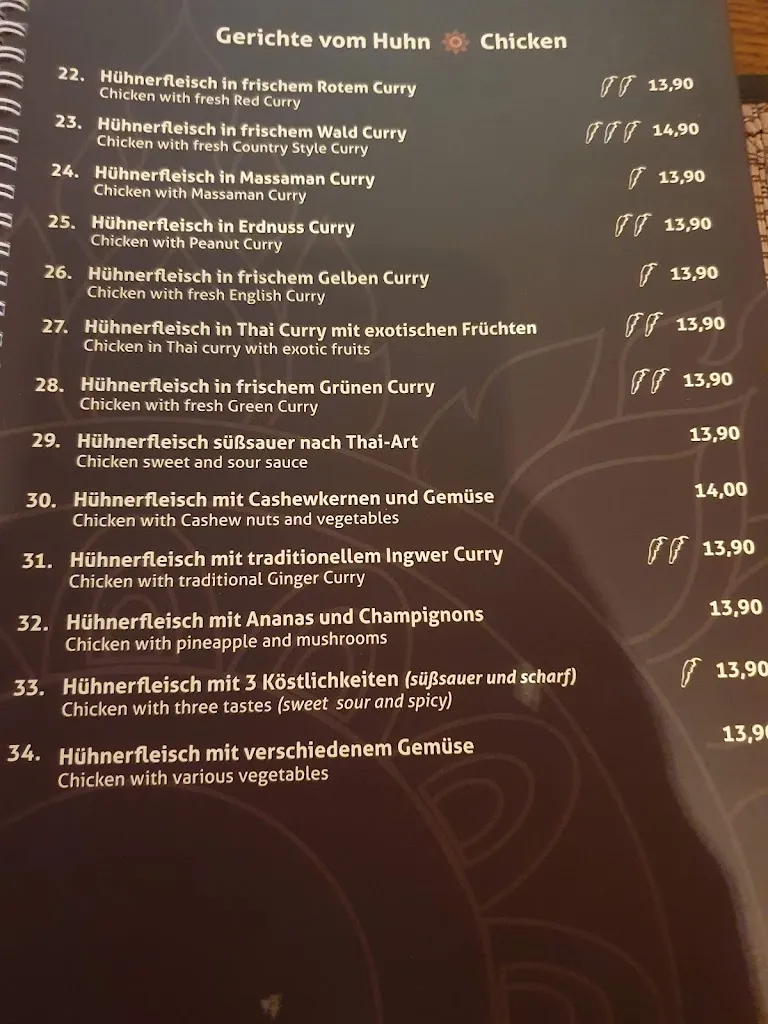 Gerichte vom Huhn Chicken
22. Hühnerfleisch in frischem Rotem Curry 13,90
Chicken with fresh Red Curry
23. Hühnerfleisch in frischem Wald Curry 14,90
Chicken with fresh Country Style Curry
24. Hühnerfleisch in Massaman Curry 13,90
Chicken with Massaman Curry
25. Hühnerfleisch in Erdnuss Curry 13,90
Chicken with Peanut Curry
26. Hühnerfleisch in frischem Gelben Curry 13,90
Chicken with fresh English Curry
27. Hühnerfleisch in Thai Curry mit exotischen Früchten 13,90
Chicken in Thai curry with exotic fruits
28. Hühnerfleisch in frischem Grünen Curry 13,90
Chicken with fresh Green Curry
29. Hühnerfleisch süßsauer nach Thai-Art 13,90
Chicken sweet and sour sauce
30. Hühnerfleisch mit Cashewkernen und Gemüse 14,00
Chicken with Cashew nuts and vegetables
31. Hühnerfleisch mit traditionellem Ingwer Curry 13,90
Chicken with traditional Ginger Curry
32. Hühnerfleisch mit Ananas und Champignons 13,90
Chicken with pineapple and mushrooms
33. Hühnerfleisch mit 3 Köstlichkeiten (süßsauer und scharf) 13,90
Chicken with three tastes (sweet sour and spicy)
34. Hühnerfleisch mit verschiedenem Gemüse 13,90
Chicken with various vegetables